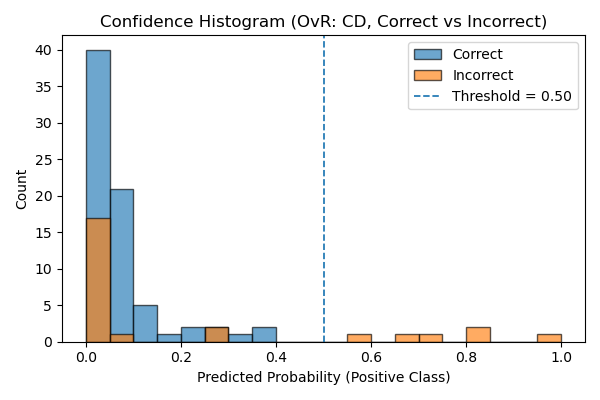 Confidence Histogram (OvR: CD, Correct vs Incorrect)
Correct
Incorrect
Threshold = 0.50
Count
40
35
30
25
20
15
10
5
0
0.0 0.2 0.4 0.6 0.8 1.0
Predicted Probability (Positive Class)